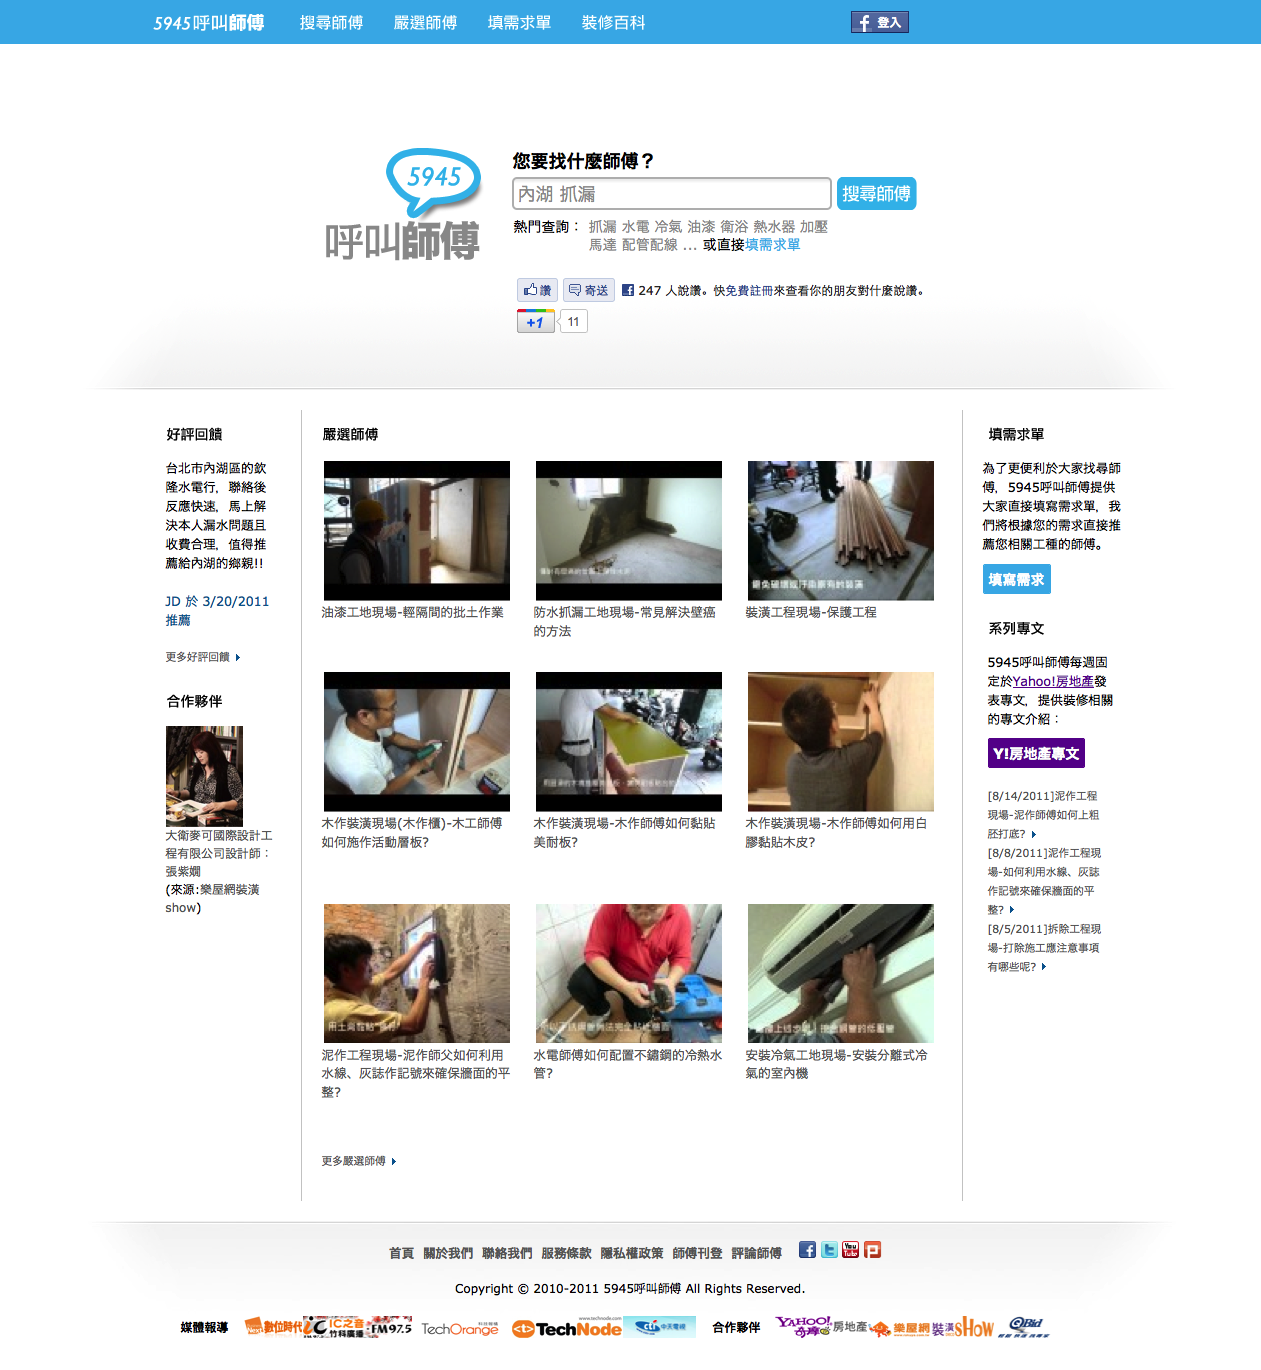 5945呼叫師傅
搜尋師傅
嚴選師傅
填需求單
裝修百科
登入
5945
呼叫師傅
您要找什麼師傅？
內湖 抓漏
搜尋師傅
熱門查詢： 抓漏 水電 冷氣 油漆 衛浴 熱水器 加壓
馬達 配管配線 ... 或直接填需求單
讚
寄送
247 人說讚。快免費註冊來查看你的朋友對什麼說讚。
+1
11
好評回饋
台北市內湖區的欽
隆水電行，聯絡後
反應快速，馬上解
決本人漏水問題且
收費合理，值得推
薦給內湖的鄉親!!
JD 於 3/20/2011
推薦
更多好評回饋
合作夥伴
大衛麥可國際設計工
程有限公司設計師：
張紫嫺
(來源:樂屋網裝潢
show)
嚴選師傅
油漆工地現場-輕隔間的批土作業
防水抓漏工地現場-常見解決壁癌
的方法
避免破壞或汙染原有的裝潢
裝潢工程現場-保護工程
木作裝潢現場(木作櫃)-木工師傅
如何施作活動層板?
木作裝潢現場-木作師傅如何黏貼
美耐板?
木作裝潢現場-木作師傅如何用白
膠黏貼木皮?
泥作工程現場-泥作師父如何利用
水線、灰誌作記號來確保牆面的平
整?
水電師傅如何配置不鏽鋼的冷熱水
管?
安裝冷氣工地現場-安裝分離式冷
氣的室內機
更多嚴選師傅
填需求單
為了更便利於大家找尋師
傅，5945呼叫師傅提供
大家直接填寫需求單，我
們將根據您的需求直接推
薦您相關工種的師傅。
填寫需求
系列專文
5945呼叫師傅每週固
定於Yahoo!房地產發
表專文，提供裝修相關
的專文介紹：
Y!房地產專文
[8/14/2011]泥作工程
現場-泥作師傅如何上粗
胚打底?
[8/8/2011]泥作工程現
場-如何利用水線、灰誌
作記號來確保牆面的平
整?
[8/5/2011]拆除工程現
場-打除施工應注意事項
有哪些呢?
首頁 關於我們 聯絡我們 服務條款 隱私權政策 師傅刊登 評論師傅
Copyright © 2010-2011 5945呼叫師傅 All Rights Reserved.
媒體報導 數位時代 iC IC之音 竹科廣播 FM97.5 TechOrange 科技報橘 TechNode www.technode.com 中天電視 合作夥伴 YAHOO! 奇摩 房地產 樂屋網 裝潢SHOW eBid